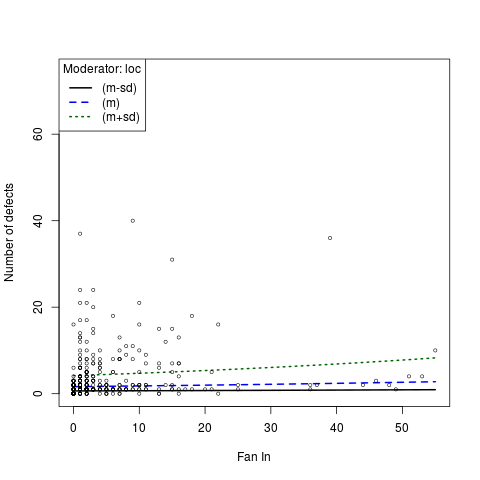 Moderator: loc
(m-sd)
(m)
(m+sd)
Number of defects
60
40
20
0
0 10 20 30 40 50
Fan In